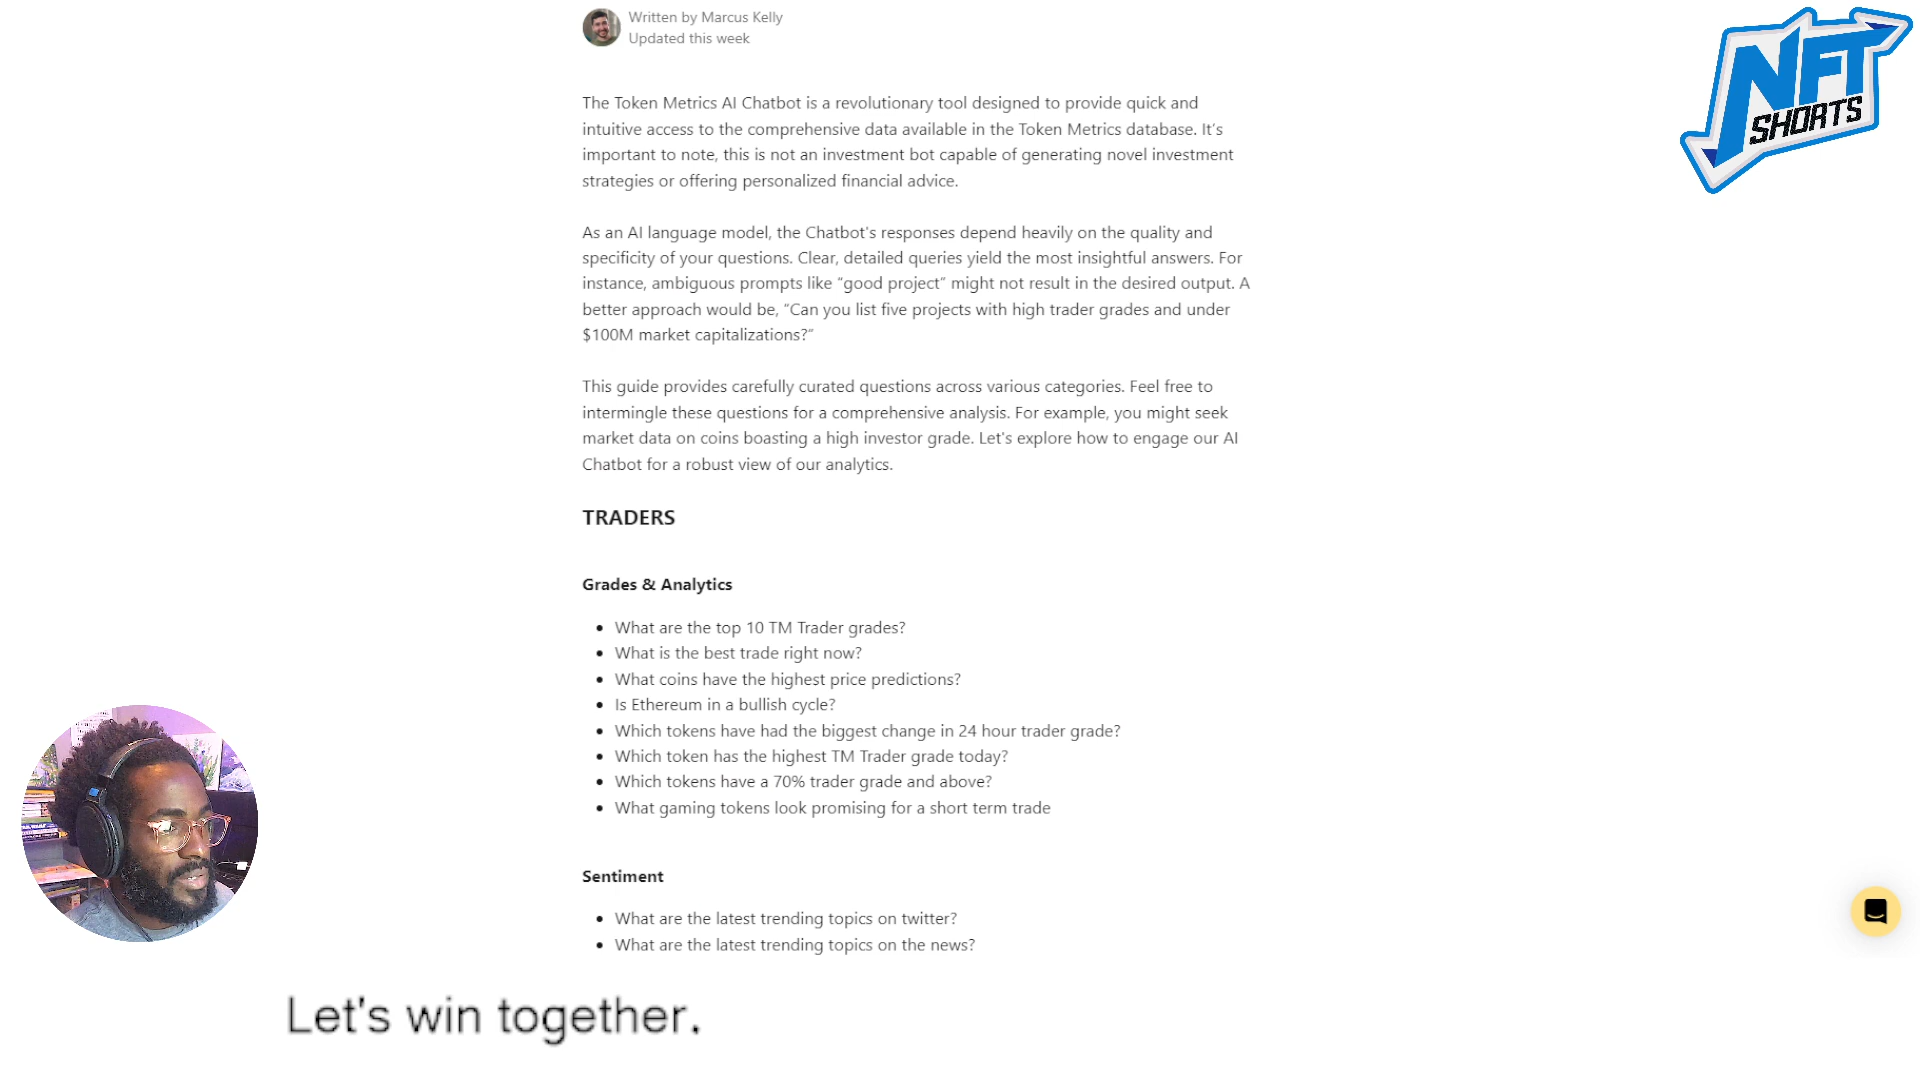 Written by Marcus Kelly
Updated this week
NFT
SHORTS
The Token Metrics AI Chatbot is a revolutionary tool designed to provide quick and
intuitive access to the comprehensive data available in the Token Metrics database. It's
important to note, this is not an investment bot capable of generating novel investment
strategies or offering personalized financial advice.
As an AI language model, the Chatbot's responses depend heavily on the quality and
specificity of your questions. Clear, detailed queries yield the most insightful answers. For
instance, ambiguous prompts like “good project” might not result in the desired output. A
better approach would be, “Can you list five projects with high trader grades and under
$100M market capitalizations?”
This guide provides carefully curated questions across various categories. Feel free to
intermingle these questions for a comprehensive analysis. For example, you might seek
market data on coins boasting a high investor grade. Let's explore how to engage our AI
Chatbot for a robust view of our analytics.
TRADERS
Grades & Analytics
• What are the top 10 TM Trader grades?
• What is the best trade right now?
• What coins have the highest price predictions?
• Is Ethereum in a bullish cycle?
• Which tokens have had the biggest change in 24 hour trader grade?
• Which token has the highest TM Trader grade today?
• Which tokens have a 70% trader grade and above?
• What gaming tokens look promising for a short term trade
Sentiment
• What are the latest trending topics on twitter?
• What are the latest trending topics on the news?
Let's win together.